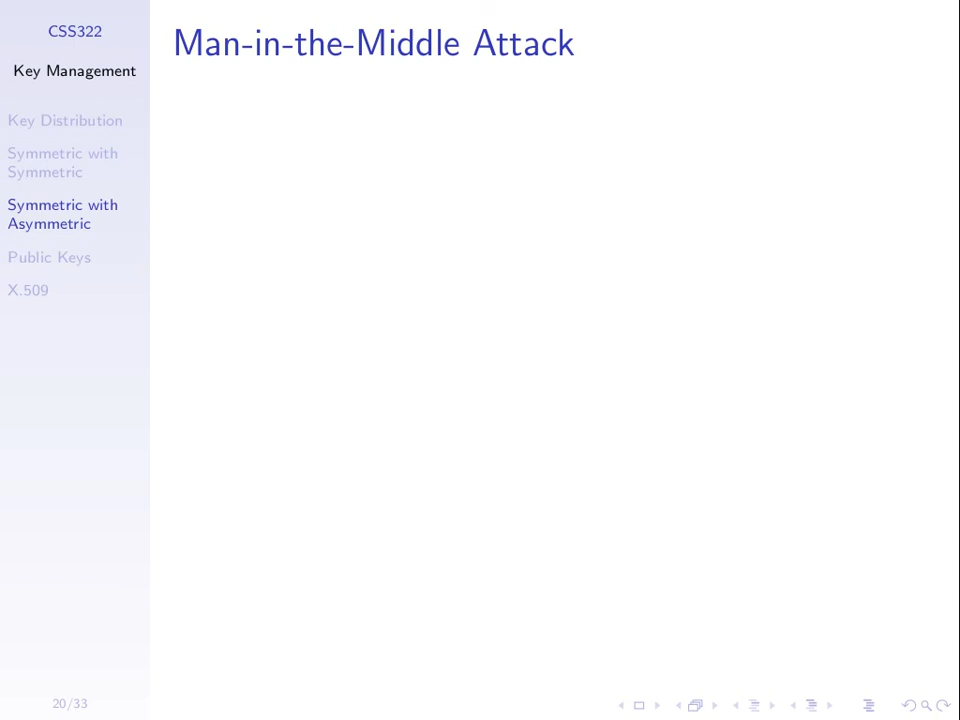 CSS322
Key Management
Key Distribution
Symmetric with
Symmetric
Symmetric with
Asymmetric
Public Keys
X.509
20/33
Man-in-the-Middle Attack